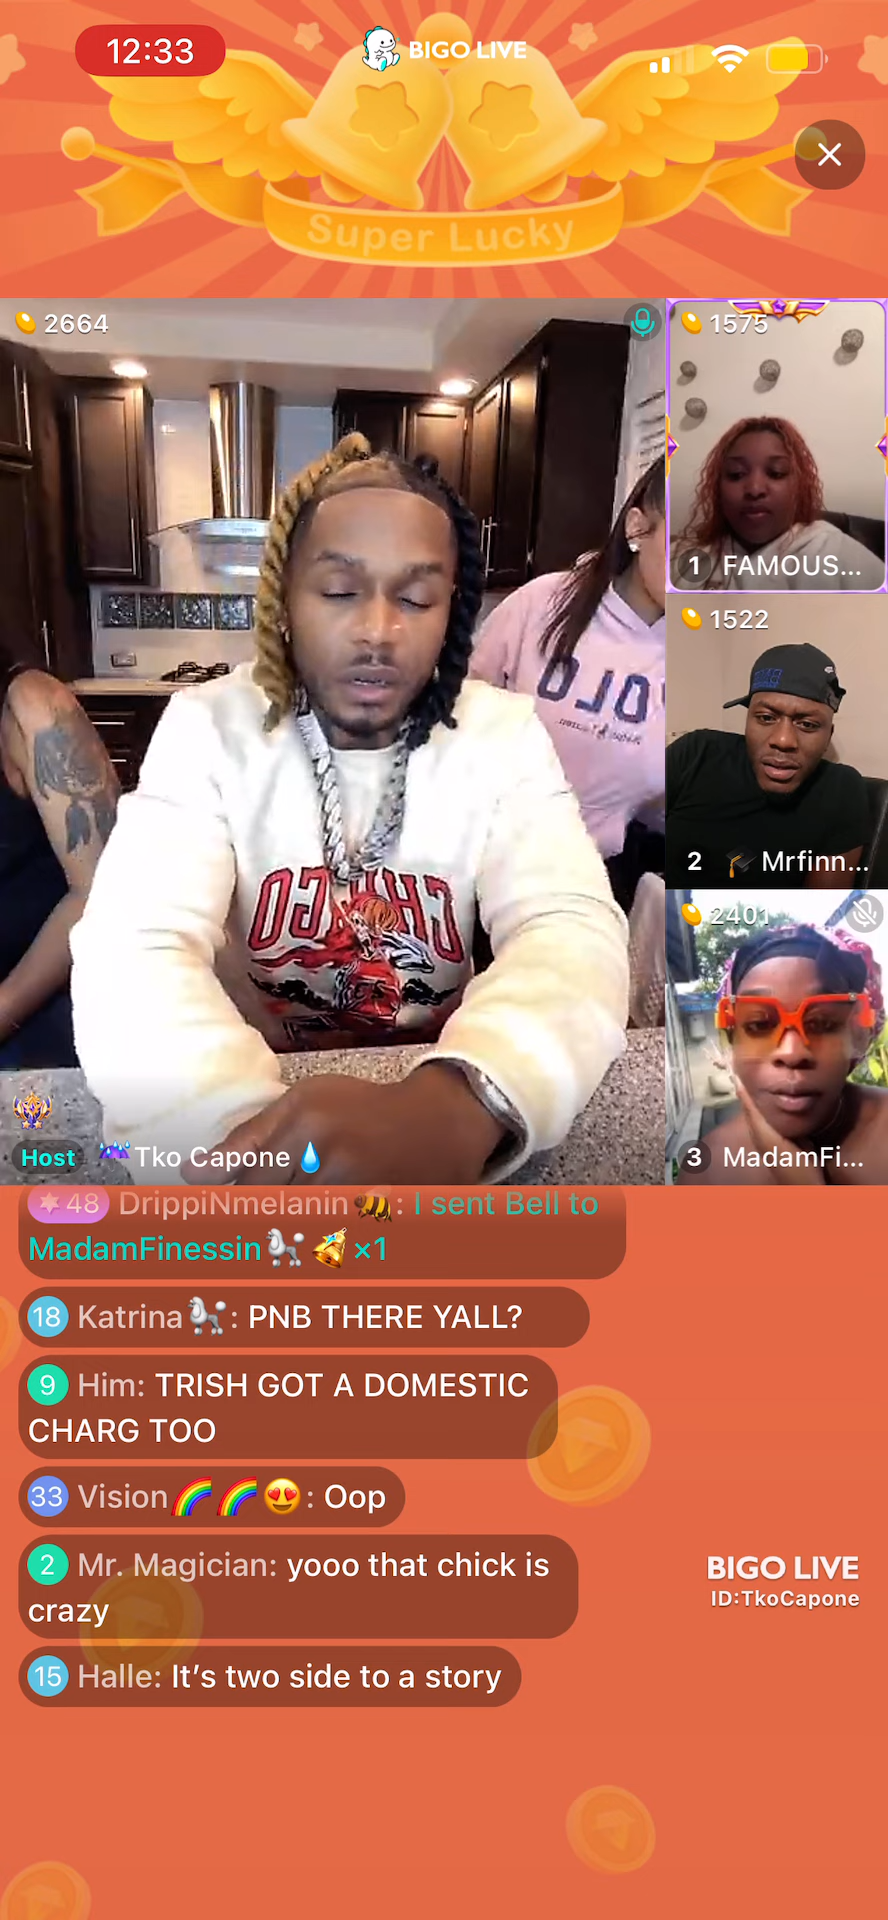 12:33
BIGO LIVE
Super Lucky
2664
1575
1 FAMOUS...
1522
2 🎓 Mrfinn...
2401
3 MadamFi...
CHICAGO
POLO
Host ☔Tko Capone💧
48 DrippiNmelanin🐝: I sent Bell to
MadamFinessin🐩 🔔 ×1
18 Katrina🐩: PNB THERE YALL?
9 Him: TRISH GOT A DOMESTIC
CHARG TOO
33 Vision🌈🌈😍: Oop
2 Mr. Magician: yooo that chick is
crazy
BIGO LIVE
ID:TkoCapone
15 Halle: It’s two side to a story